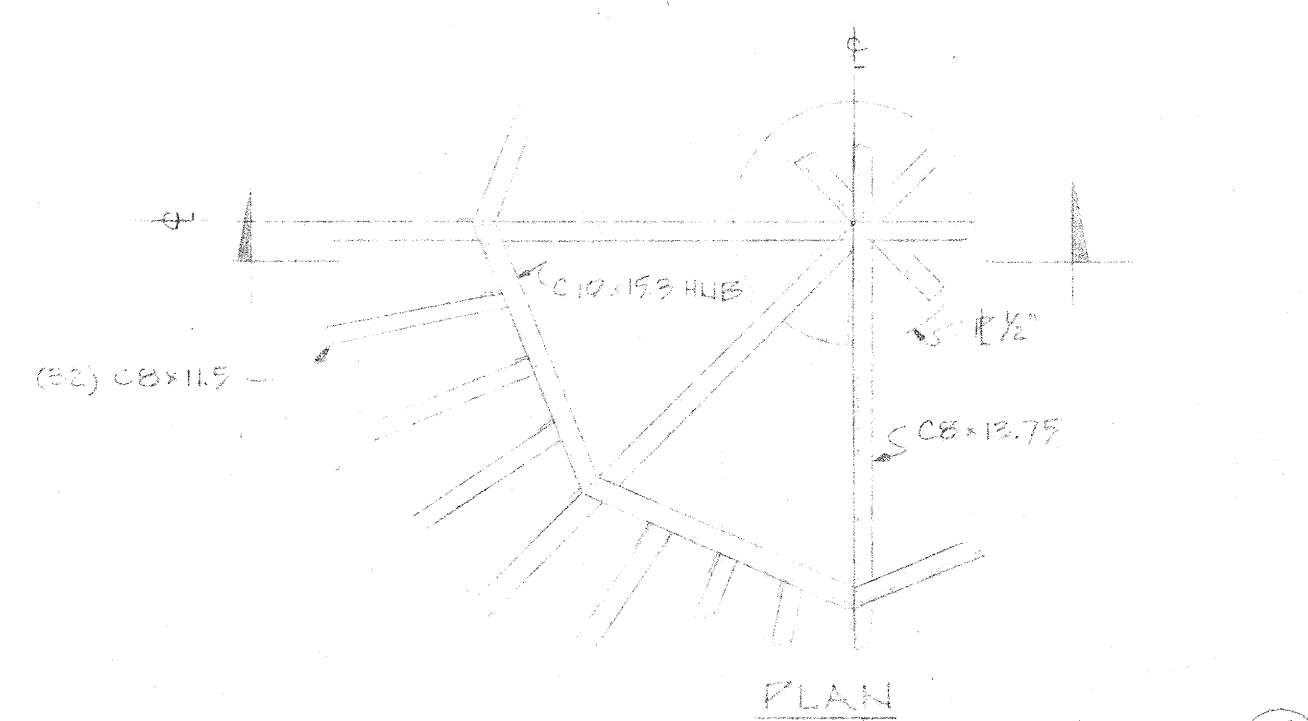 ℄
℄
C10×15.3 HUB
℄ 1/2"
(32) C8×11.5
C8×13.75
PLAN